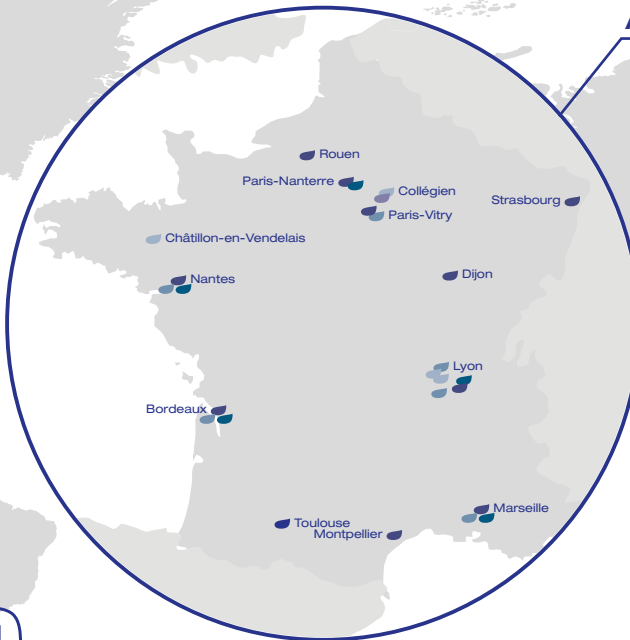 Rouen
Paris-Nanterre
Collégien
Strasbourg
Paris-Vitry
Châtillon-en-Vendelais
Dijon
Nantes
Lyon
Bordeaux
Marseille
Toulouse
Montpellier